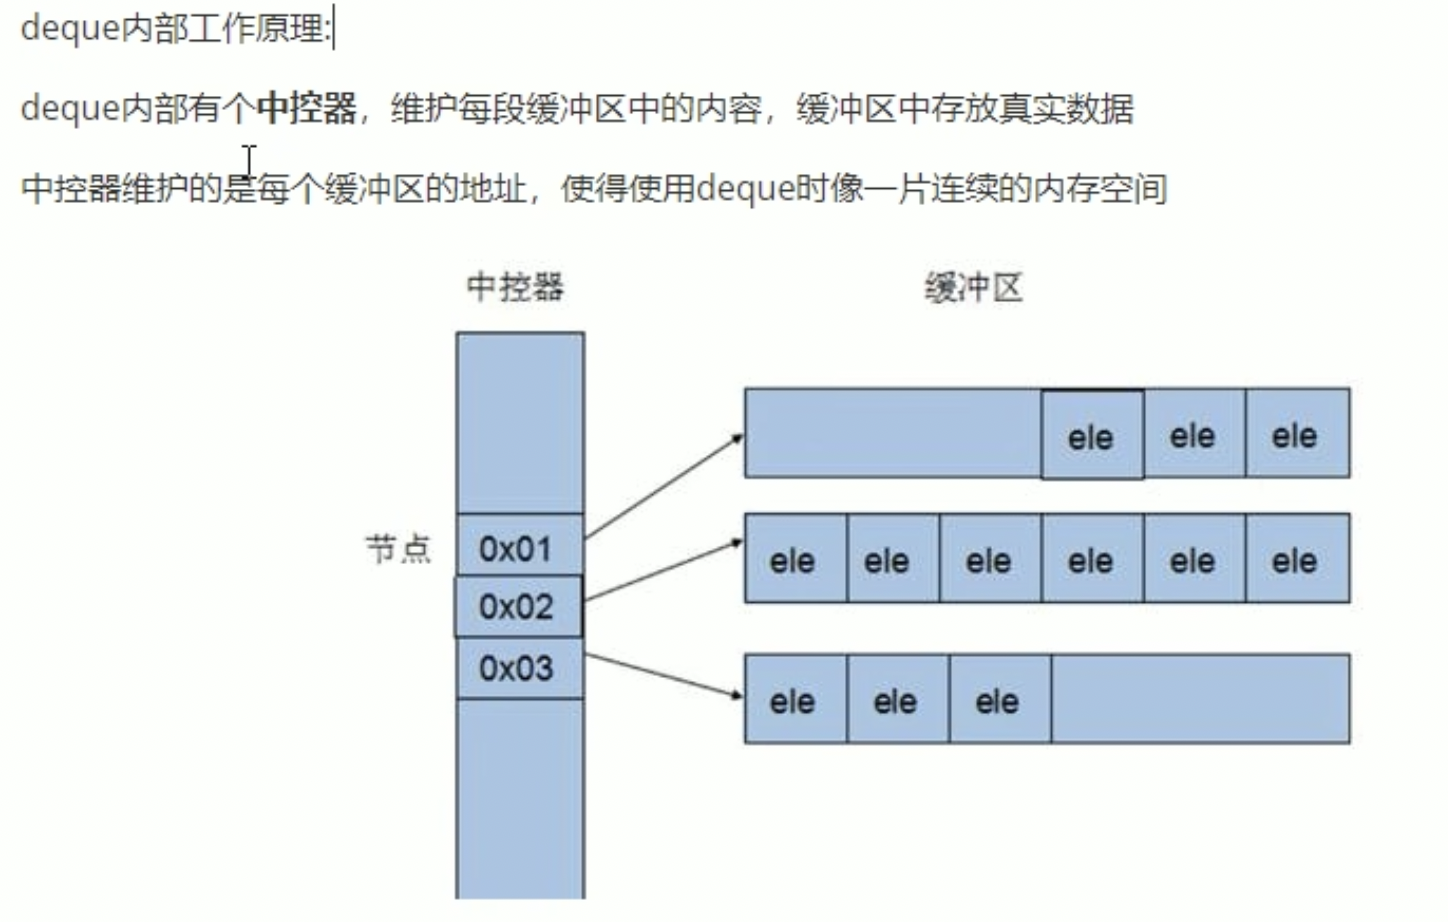 deque内部工作原理:
deque内部有个中控器，维护每段缓冲区中的内容，缓冲区中存放真实数据
中控器维护的是每个缓冲区的地址，使得使用deque时像一片连续的内存空间
中控器 缓冲区
ele ele ele
节点 0x01
ele ele ele ele ele ele
0x02
0x03
ele ele ele